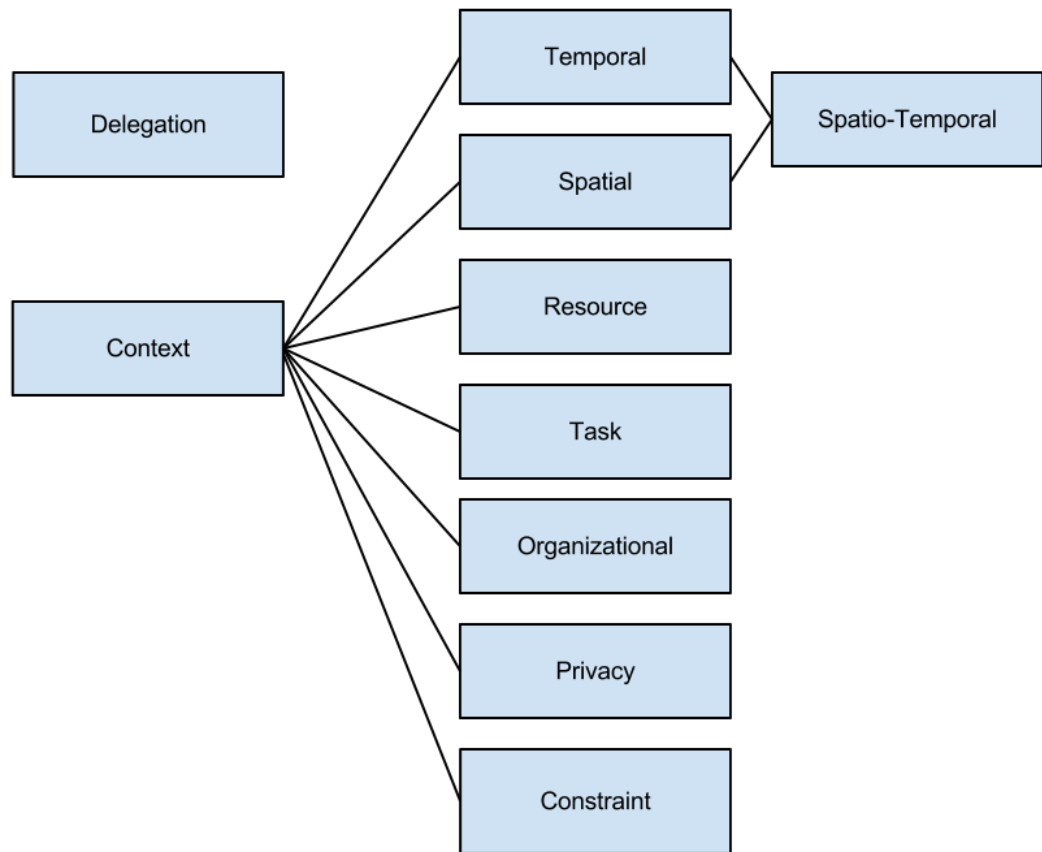 Temporal
Delegation
Spatio-Temporal
Spatial
Resource
Context
Task
Organizational
Privacy
Constraint